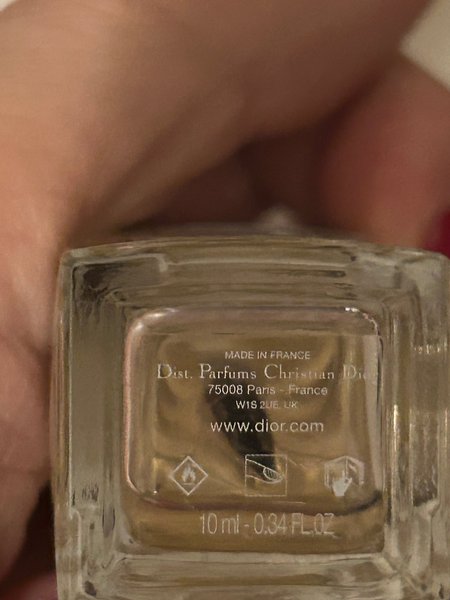 MADE IN FRANCE
Dist. Parfums Christian Dior
75008 Paris - France
W1S 2UE, UK
www.dior.com
10 ml - 0.34 FL.OZ